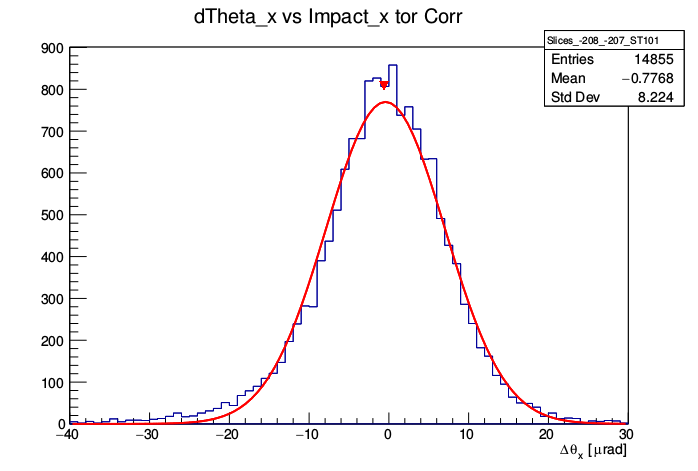 dTheta_x vs Impact_x tor Corr
Slices_-208_-207_ST101
Entries 14855
Mean −0.7768
Std Dev 8.224
900
800
700
600
500
400
300
200
100
0
−40 −30 −20 −10 0 10 20 30
Δθx [μrad]